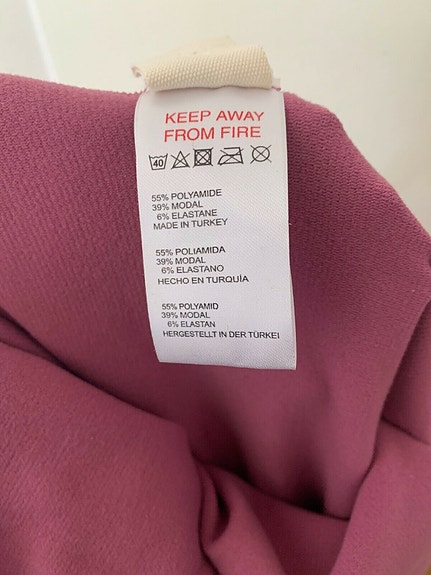 KEEP AWAY
FROM FIRE
40
55% POLYAMIDE
39% MODAL
6% ELASTANE
MADE IN TURKEY
55% POLIAMIDA
39% MODAL
6% ELASTANO
HECHO EN TURQUÍA
55% POLYAMID
39% MODAL
6% ELASTAN
HERGESTELLT IN DER TÜRKEI